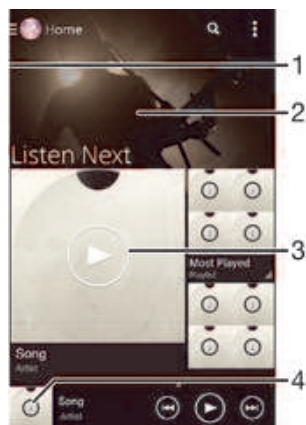 Home
1
2
Listen Next
3
Most Played
Playlist
Song
Artist
4
Song
Artist